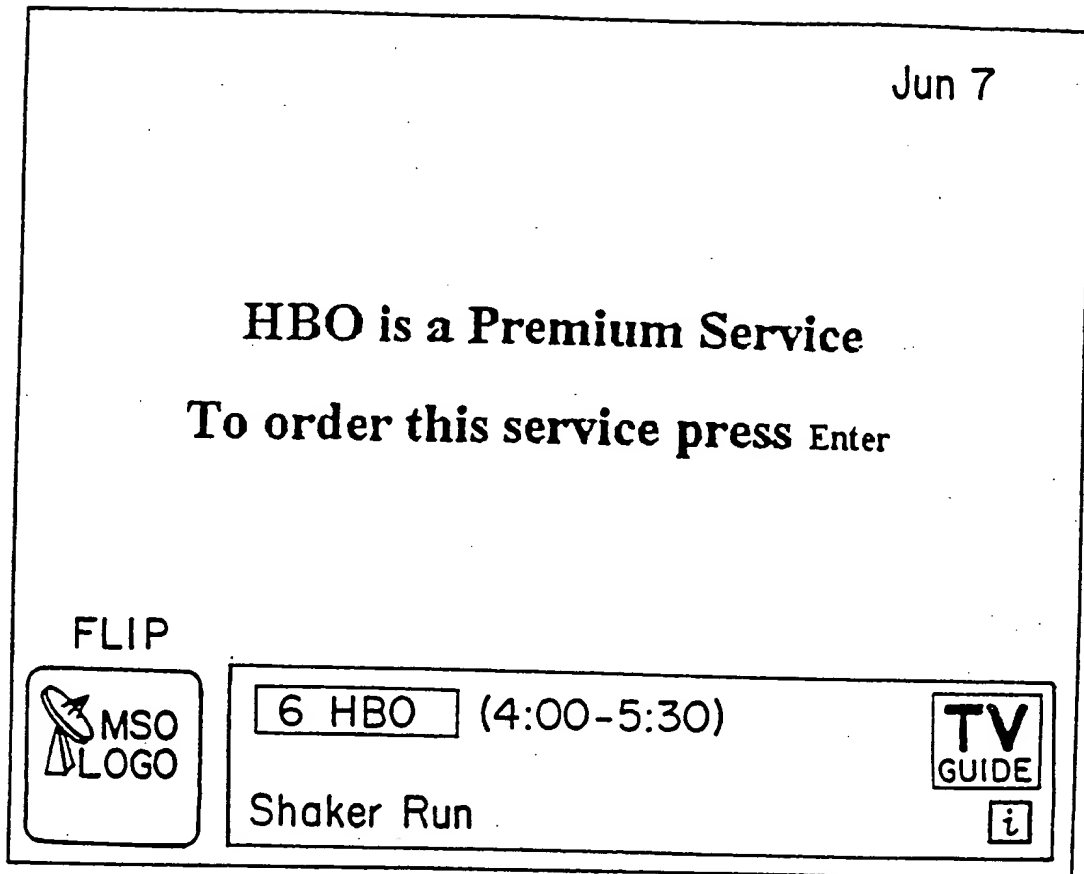 Jun 7
HBO is a Premium Service
To order this service press Enter
FLIP
MSO
LOGO
6 HBO (4:00-5:30)
TV
GUIDE
Shaker Run
i